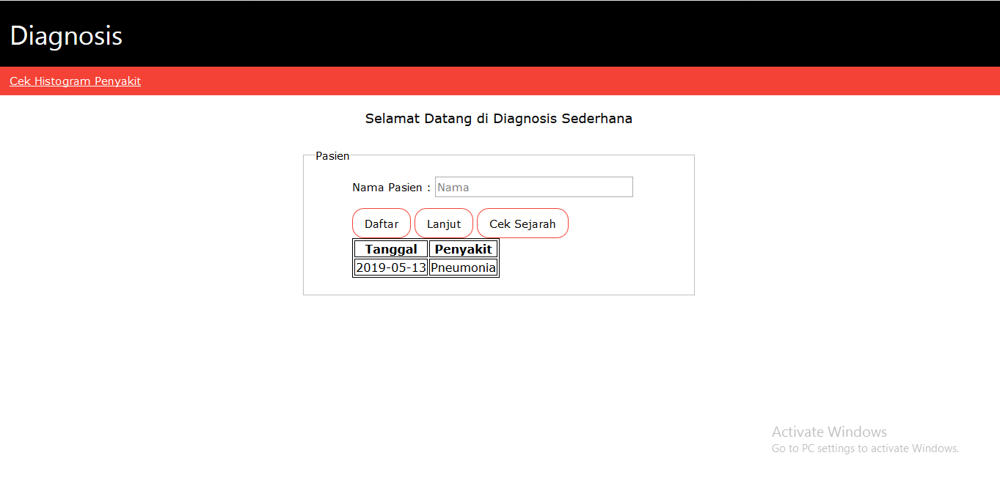 Diagnosis
Cek Histogram Penyakit
Selamat Datang di Diagnosis Sederhana
Pasien
Nama Pasien : Nama
Daftar Lanjut Cek Sejarah
Tanggal Penyakit
2019-05-13 Pneumonia
Activate Windows
Go to PC settings to activate Windows.